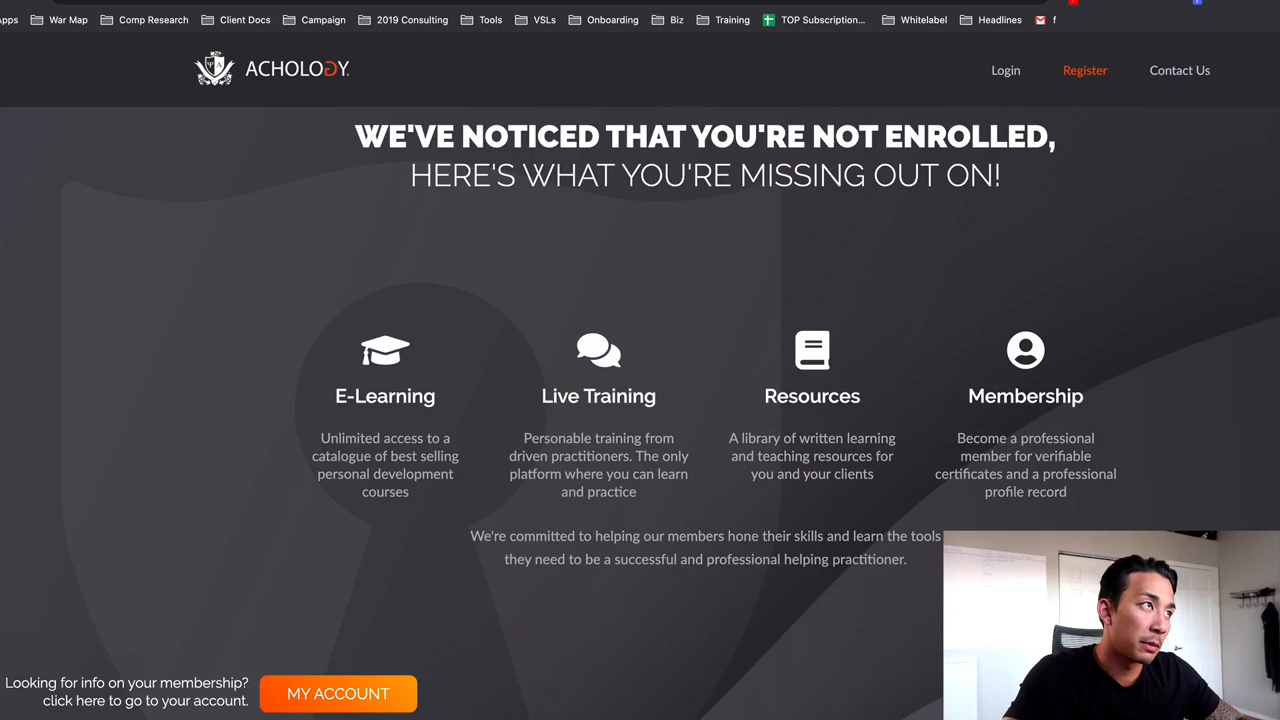 pps War Map Comp Research Client Docs Campaign 2019 Consulting Tools VSLs Onboarding Biz Training TOP Subscription... Whitelabel Headlines f
ACHOLOGY Login Register Contact Us
WE'VE NOTICED THAT YOU'RE NOT ENROLLED,
HERE'S WHAT YOU'RE MISSING OUT ON!
E-Learning
Unlimited access to a
catalogue of best selling
personal development
courses
Live Training
Personable training from
driven practitioners. The only
platform where you can learn
and practice
Resources
A library of written learning
and teaching resources for
you and your clients
Membership
Become a professional
member for verifiable
certificates and a professional
profile record
We're committed to helping our members hone their skills and learn the tools
they need to be a successful and professional helping practitioner.
Looking for info on your membership?
click here to go to your account.
MY ACCOUNT